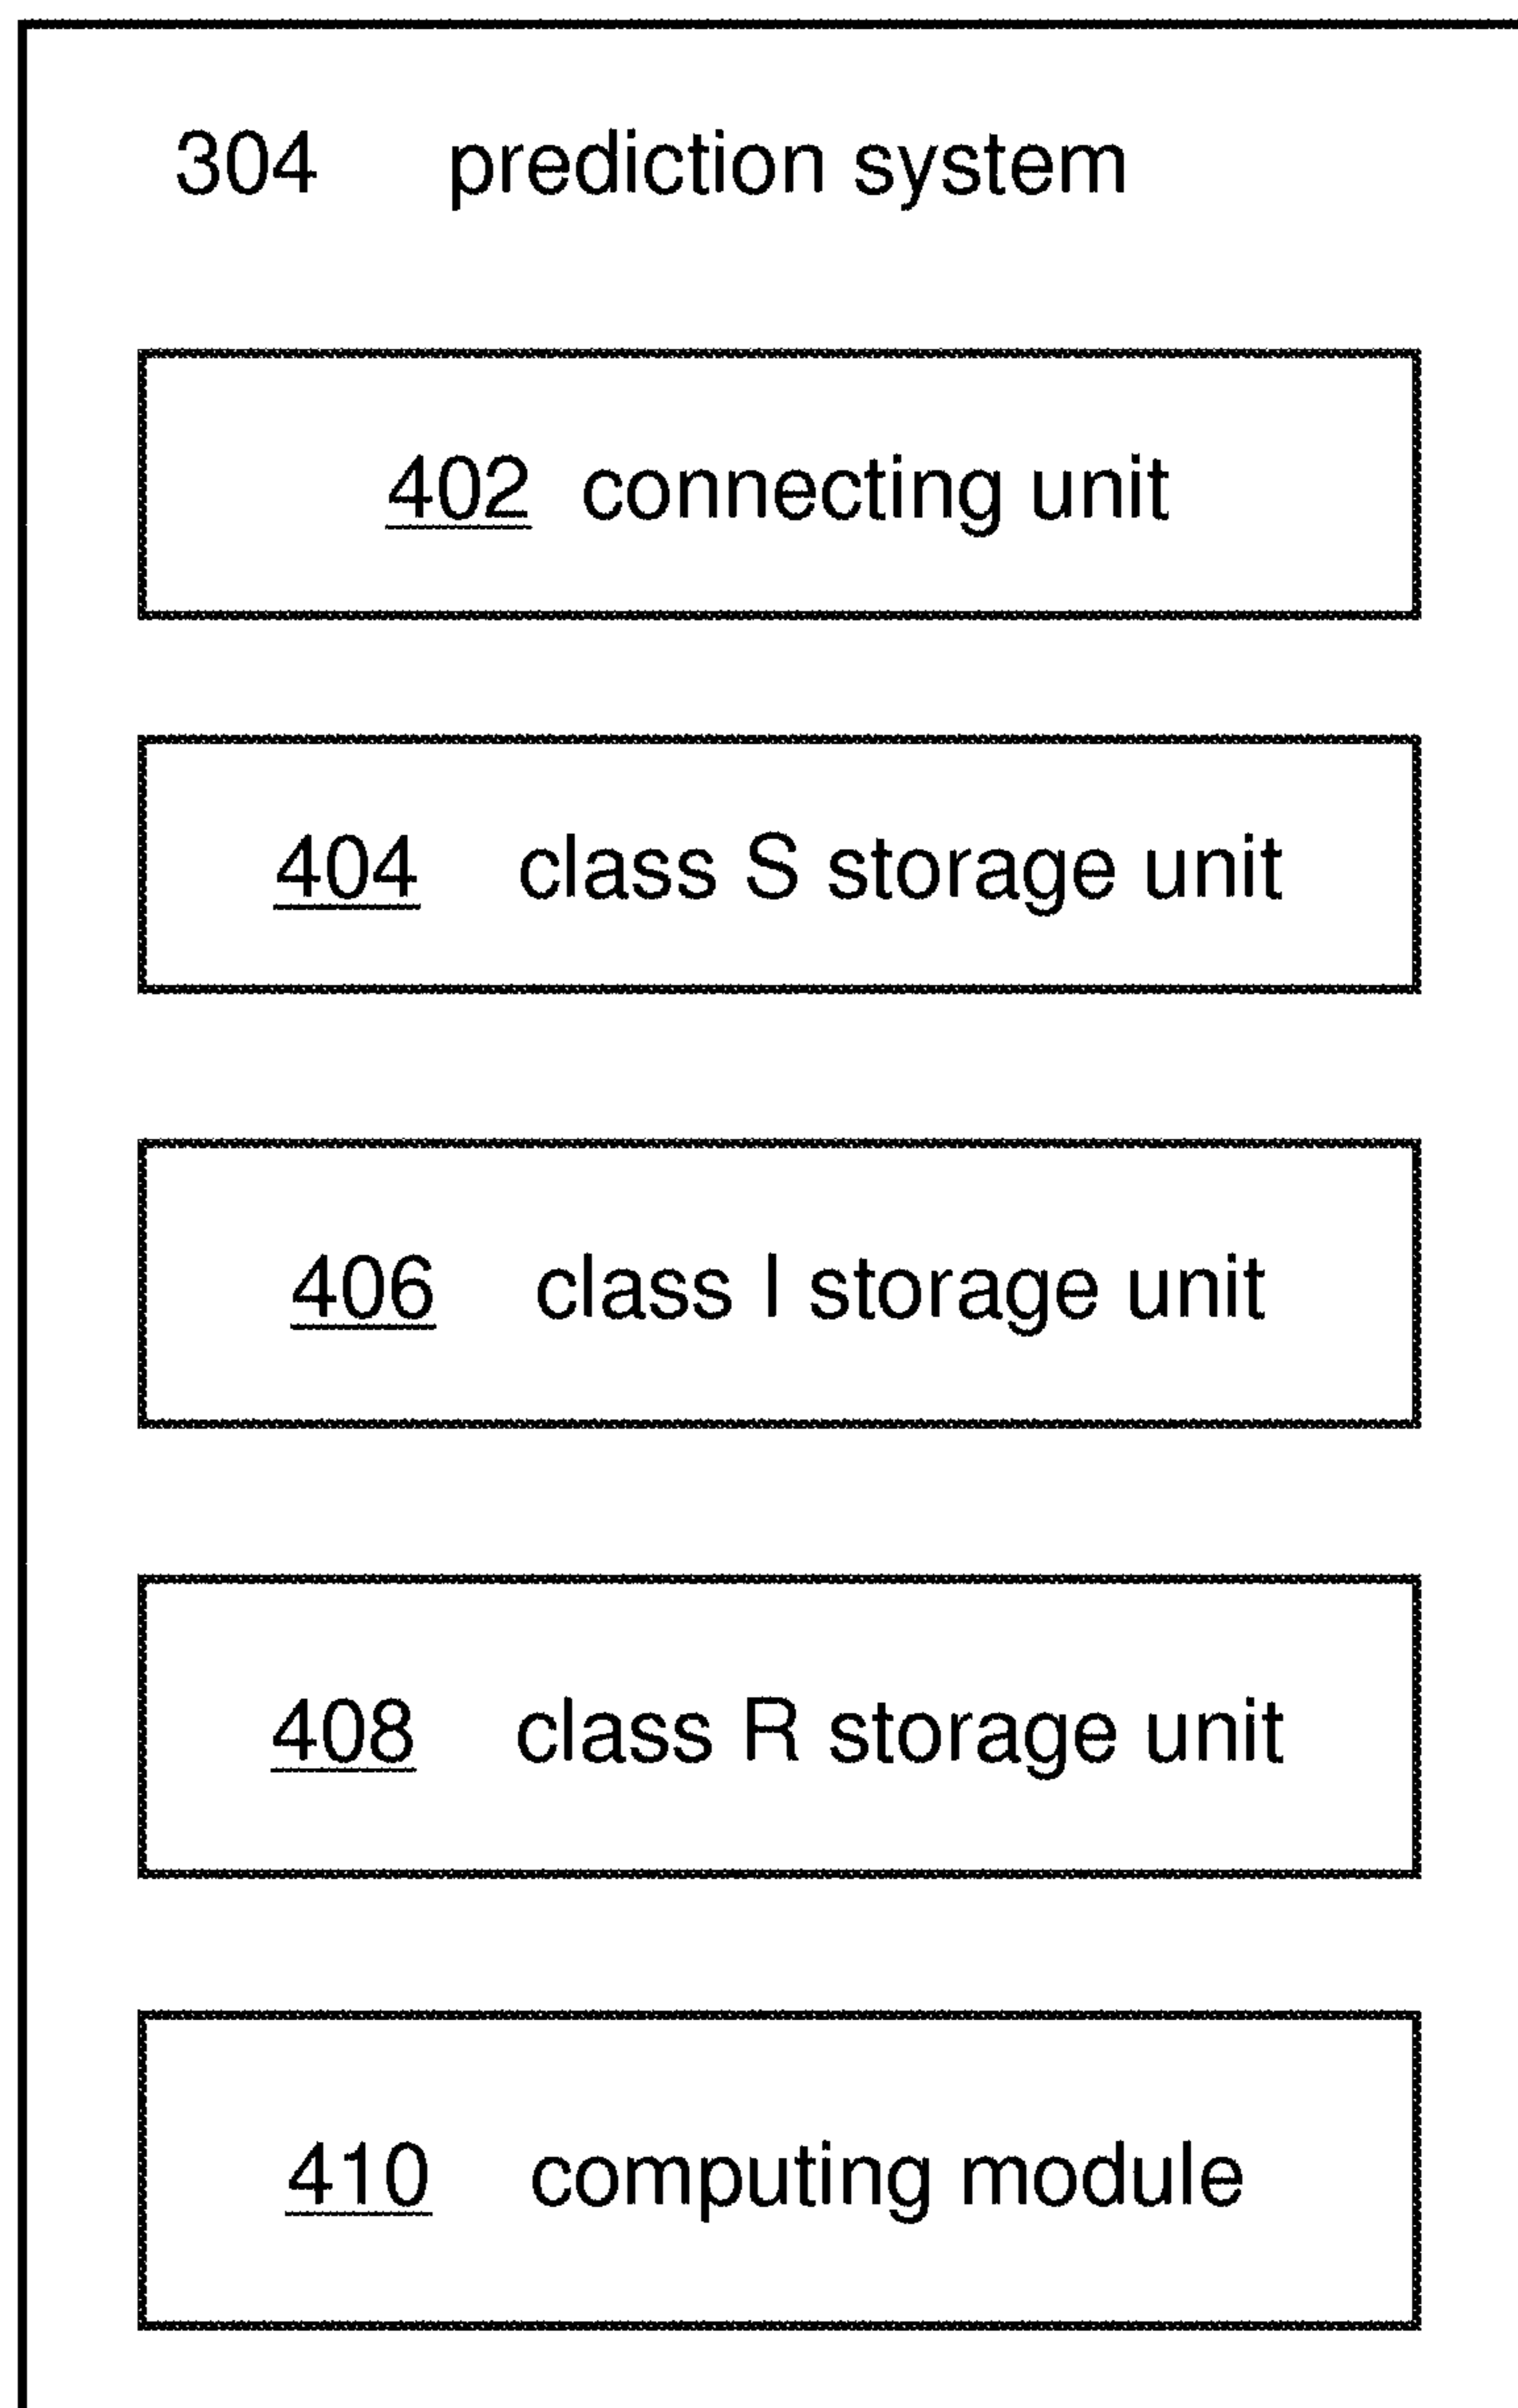 304 prediction system
402 connecting unit
404 class S storage unit
406 class I storage unit
408 class R storage unit
410 computing module